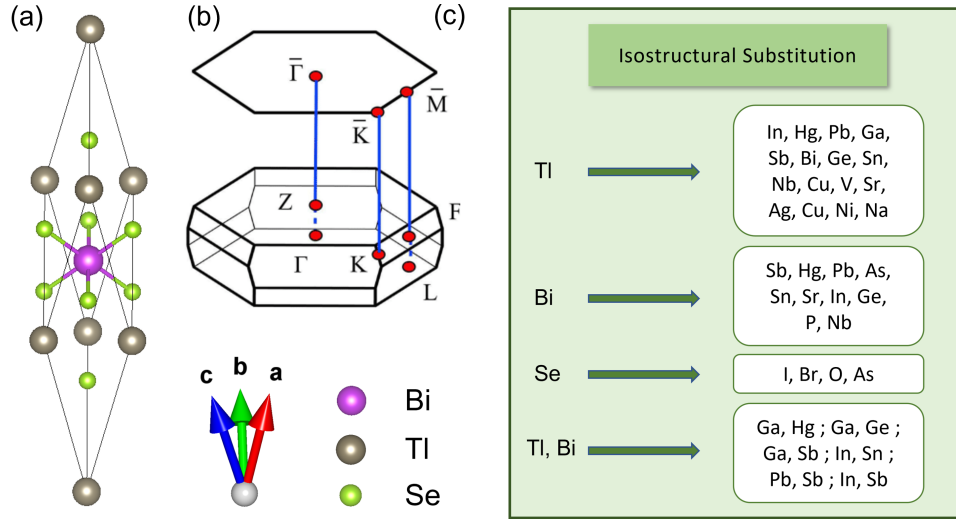 (a)
(b)
(c)
Γ̅
M̅
K̅
Z
F
Γ
K
L
c
b
a
Bi
Tl
Se
Isostructural Substitution
Tl
In, Hg, Pb, Ga,
Sb, Bi, Ge, Sn,
Nb, Cu, V, Sr,
Ag, Cu, Ni, Na
Bi
Sb, Hg, Pb, As,
Sn, Sr, In, Ge,
P, Nb
Se
I, Br, O, As
Tl, Bi
Ga, Hg ; Ga, Ge ;
Ga, Sb ; In, Sn ;
Pb, Sb ; In, Sb